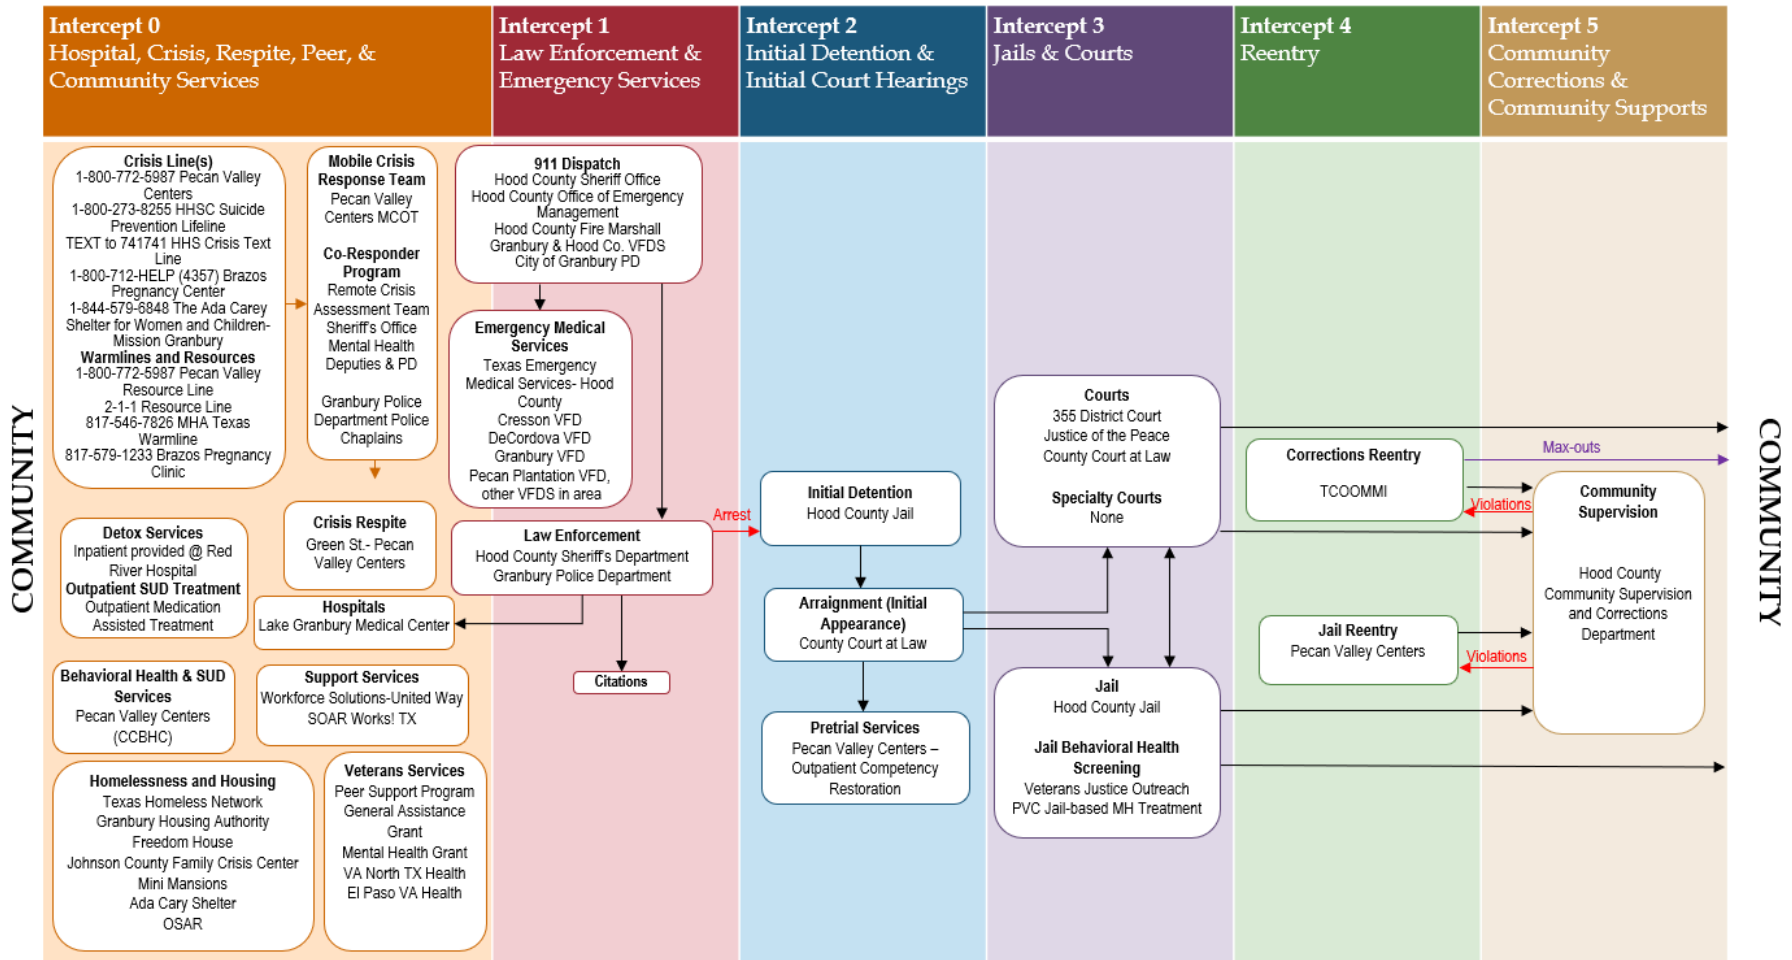 Intercept 0
Hospital, Crisis, Respite, Peer, &
Community Services
Intercept 1
Law Enforcement &
Emergency Services
Intercept 2
Initial Detention &
Initial Court Hearings
Intercept 3
Jails & Courts
Intercept 4
Reentry
Intercept 5
Community
Corrections &
Community Supports
COMMUNITY
Crisis Line(s)
1-800-772-5987 Pecan Valley
Centers
1-800-273-8255 HHSC Suicide
Prevention Lifeline
TEXT to 741741 HHS Crisis Text
Line
1-800-712-HELP (4357) Brazos
Pregnancy Center
1-844-579-6848 The Ada Carey
Shelter for Women and Children-
Mission Granbury
Warmlines and Resources
1-800-772-5987 Pecan Valley
Resource Line
2-1-1 Resource Line
817-546-7826 MHA Texas
Warmline
817-579-1233 Brazos Pregnancy
Clinic
Mobile Crisis
Response Team
Pecan Valley
Centers MCOT
Co-Responder
Program
Remote Crisis
Assessment Team
Sheriff's Office
Mental Health
Deputies & PD
Granbury Police
Department Police
Chaplains
Detox Services
Inpatient provided @ Red
River Hospital
Outpatient SUD Treatment
Outpatient Medication
Assisted Treatment
Crisis Respite
Green St.- Pecan
Valley Centers
Hospitals
Lake Granbury Medical Center
Behavioral Health & SUD
Services
Pecan Valley Centers
(CCBHC)
Support Services
Workforce Solutions-United Way
SOAR Works! TX
Homelessness and Housing
Texas Homeless Network
Granbury Housing Authority
Freedom House
Johnson County Family Crisis Center
Mini Mansions
Ada Cary Shelter
OSAR
Veterans Services
Peer Support Program
General Assistance
Grant
Mental Health Grant
VA North TX Health
El Paso VA Health
911 Dispatch
Hood County Sheriff Office
Hood County Office of Emergency
Management
Hood County Fire Marshall
Granbury & Hood Co. VFDS
City of Granbury PD
Emergency Medical
Services
Texas Emergency
Medical Services- Hood
County
Cresson VFD
DeCordova VFD
Granbury VFD
Pecan Plantation VFD,
other VFDS in area
Law Enforcement
Hood County Sheriff's Department
Granbury Police Department
Citations
Arrest
Initial Detention
Hood County Jail
Arraignment (Initial
Appearance)
County Court at Law
Pretrial Services
Pecan Valley Centers –
Outpatient Competency
Restoration
Courts
355 District Court
Justice of the Peace
County Court at Law
Specialty Courts
None
Jail
Hood County Jail
Jail Behavioral Health
Screening
Veterans Justice Outreach
PVC Jail-based MH Treatment
Corrections Reentry
TCOOMMI
Jail Reentry
Pecan Valley Centers
Max-outs
Violations
Violations
Community
Supervision
Hood County
Community Supervision
and Corrections
Department
COMMUNITY